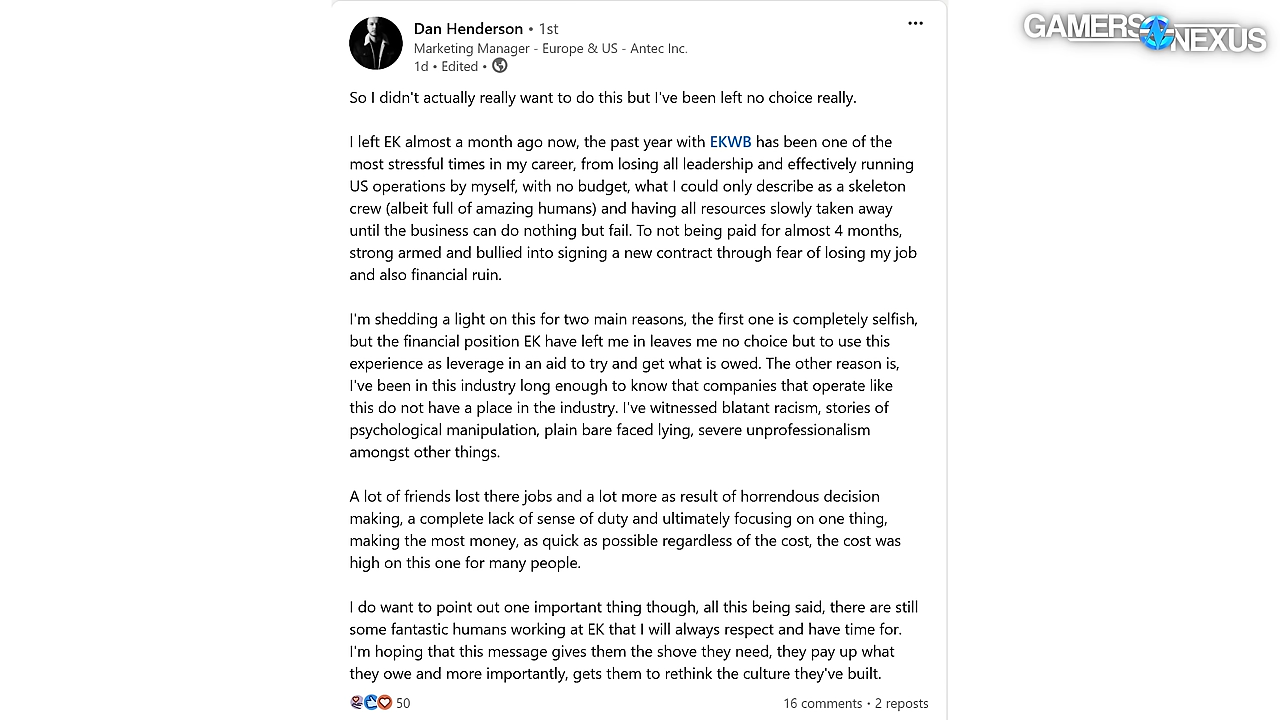 GAMERS NEXUS
Dan Henderson • 1st
Marketing Manager - Europe & US - Antec Inc.
1d • Edited •
So I didn't actually really want to do this but I've been left no choice really.
I left EK almost a month ago now, the past year with EKWB has been one of the
most stressful times in my career, from losing all leadership and effectively running
US operations by myself, with no budget, what I could only describe as a skeleton
crew (albeit full of amazing humans) and having all resources slowly taken away
until the business can do nothing but fail. To not being paid for almost 4 months,
strong armed and bullied into signing a new contract through fear of losing my job
and also financial ruin.
I'm shedding a light on this for two main reasons, the first one is completely selfish,
but the financial position EK have left me in leaves me no choice but to use this
experience as leverage in an aid to try and get what is owed. The other reason is,
I've been in this industry long enough to know that companies that operate like
this do not have a place in the industry. I've witnessed blatant racism, stories of
psychological manipulation, plain bare faced lying, severe unprofessionalism
amongst other things.
A lot of friends lost there jobs and a lot more as result of horrendous decision
making, a complete lack of sense of duty and ultimately focusing on one thing,
making the most money, as quick as possible regardless of the cost, the cost was
high on this one for many people.
I do want to point out one important thing though, all this being said, there are still
some fantastic humans working at EK that I will always respect and have time for.
I'm hoping that this message gives them the shove they need, they pay up what
they owe and more importantly, gets them to rethink the culture they've built.
50
16 comments • 2 reposts